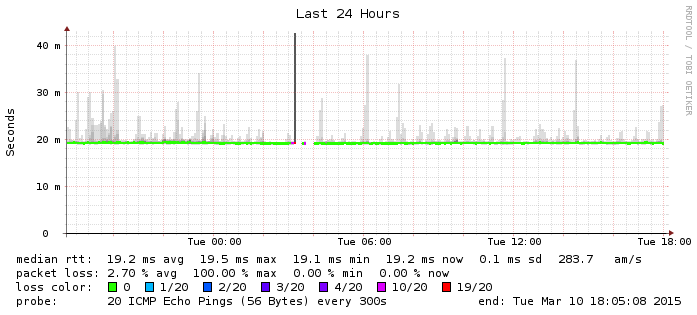 Last 24 Hours
RRDTOOL / TOBI OETIKER
Seconds
40 m
30 m
20 m
10 m
0
Tue 00:00 Tue 06:00 Tue 12:00 Tue 18:00
median rtt: 19.2 ms avg 19.5 ms max 19.1 ms min 19.2 ms now 0.1 ms sd 283.7 am/s
packet loss: 2.70 % avg 100.00 % max 0.00 % min 0.00 % now
loss color: 0 1/20 2/20 3/20 4/20 10/20 19/20
probe: 20 ICMP Echo Pings (56 Bytes) every 300s end: Tue Mar 10 18:05:08 2015